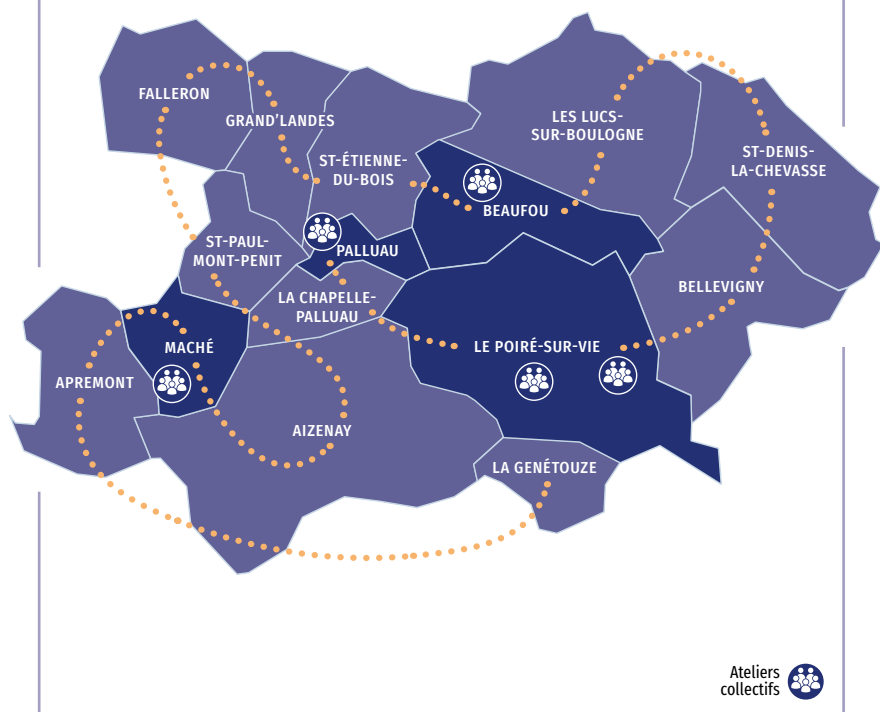 FALLERON
GRAND'LANDES
LES LUCS-
SUR-BOULOGNE
ST-ÉTIENNE-
DU-BOIS
ST-DENIS-
LA-CHEVASSE
BEAUFOU
ST-PAUL-
MONT-PENIT
PALLUAU
BELLEVIGNY
LA CHAPELLE-
PALLUAU
MACHÉ
LE POIRÉ-SUR-VIE
APREMONT
AIZENAY
LA GENÉTOUZE
Ateliers
collectifs